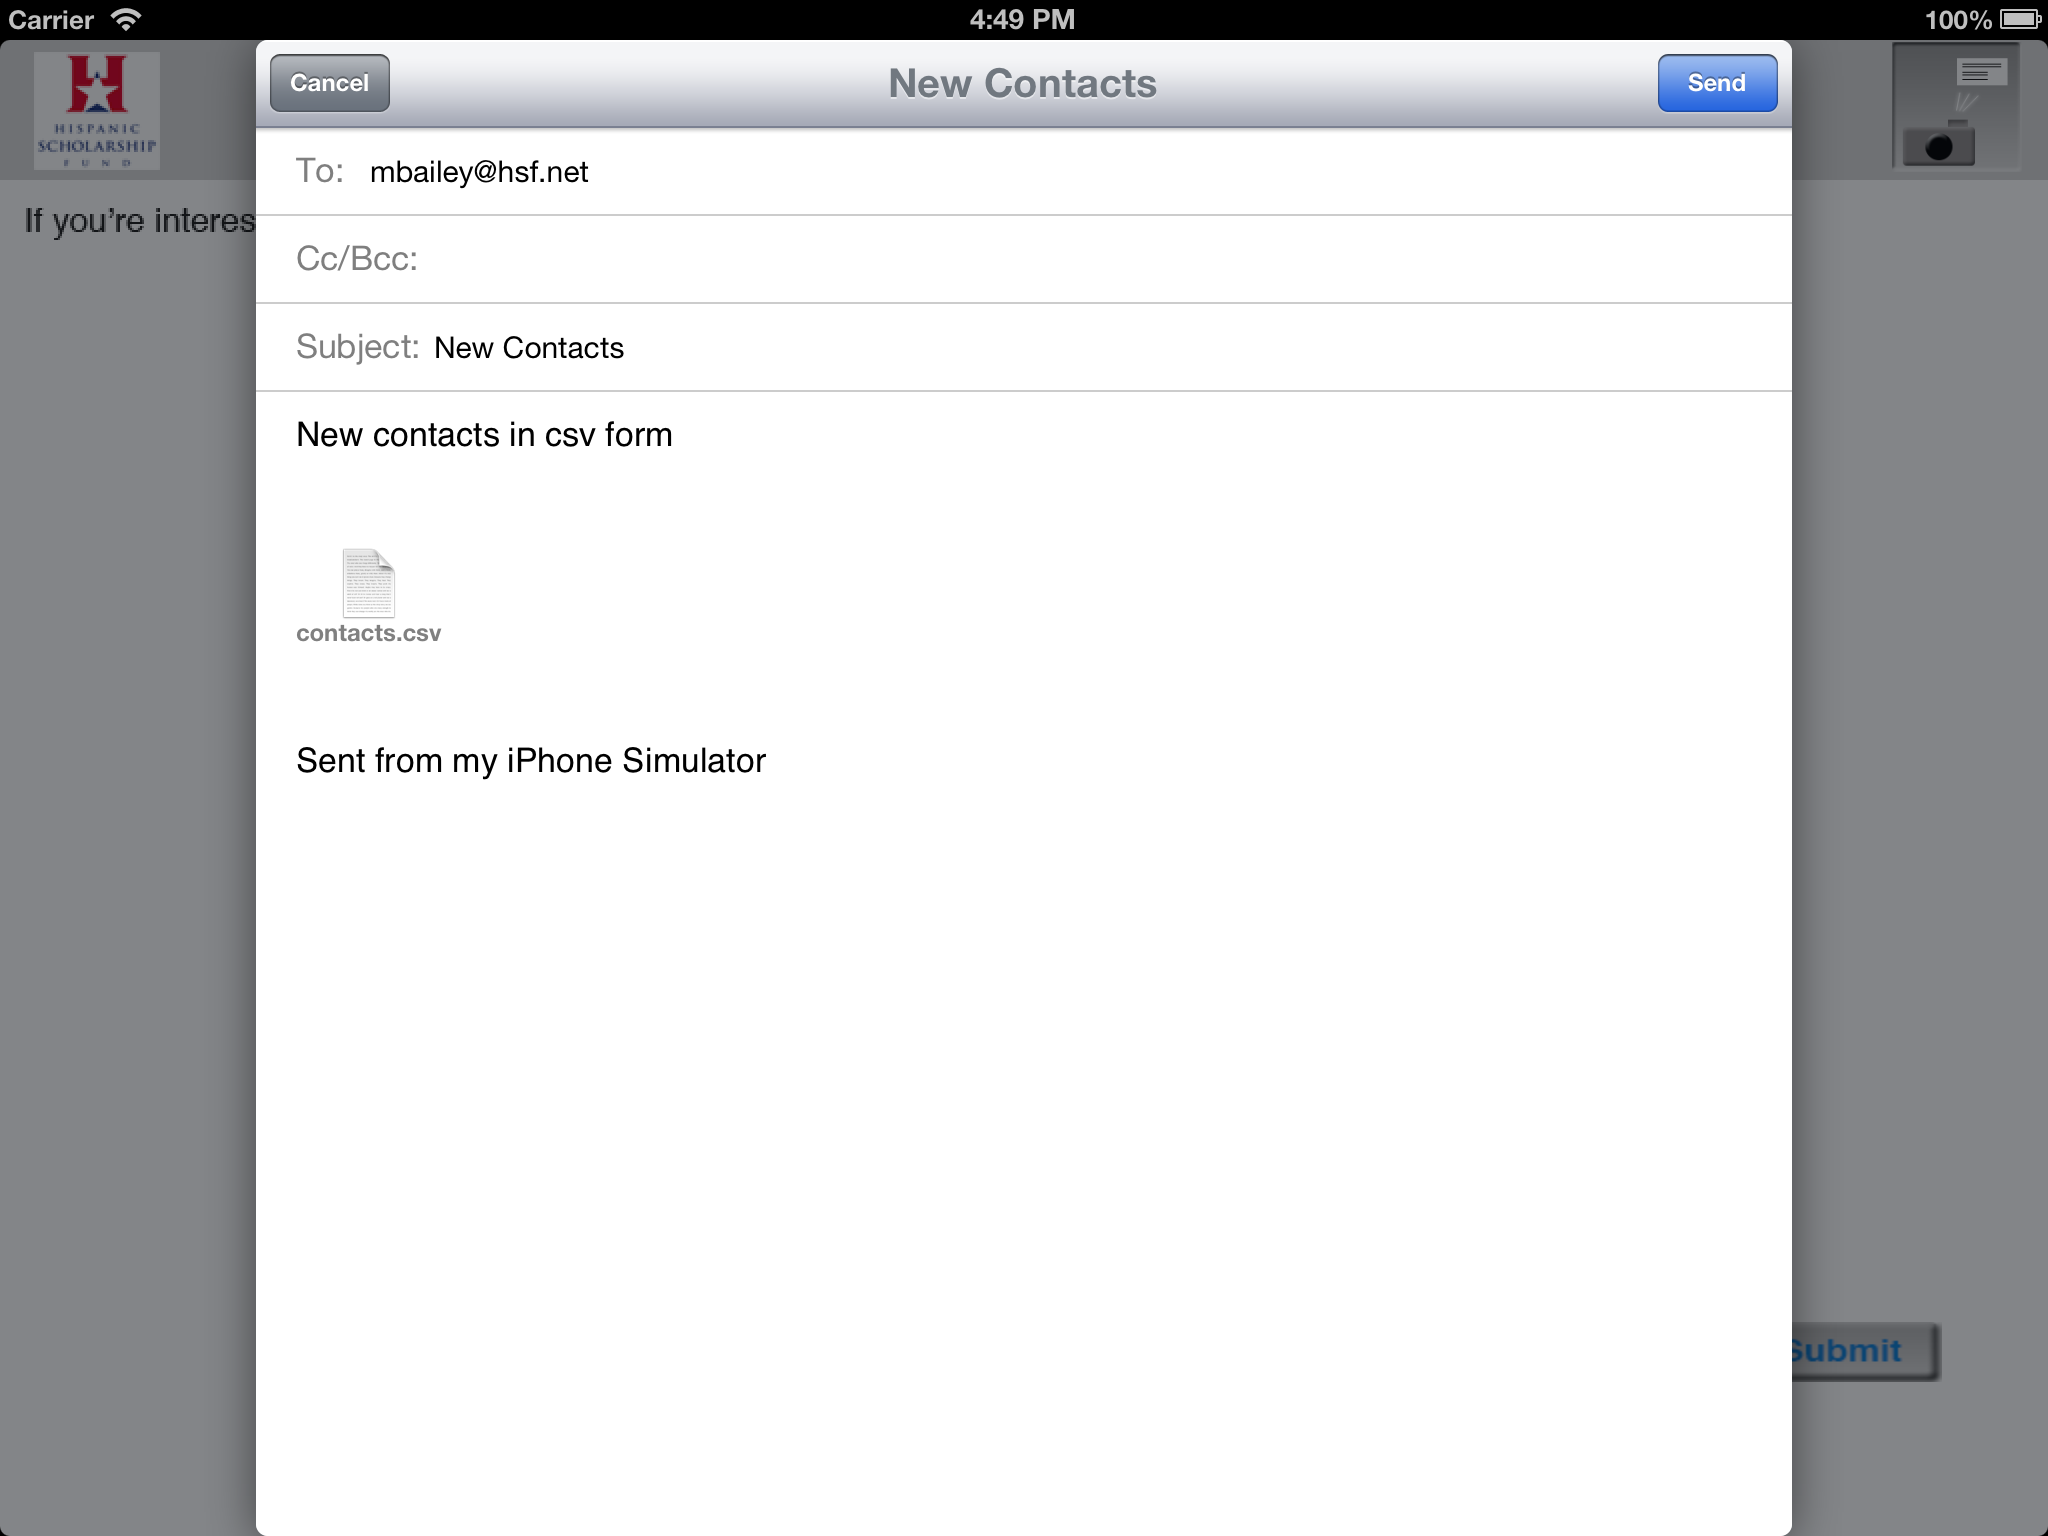 Carrier
4:49 PM
100%
HISPANIC
SCHOLARSHIP
FUND
Cancel
New Contacts
Send
To: mbailey@hsf.net
If you're interes
Cc/Bcc:
Subject: New Contacts
New contacts in csv form
contacts.csv
Sent from my iPhone Simulator
Submit